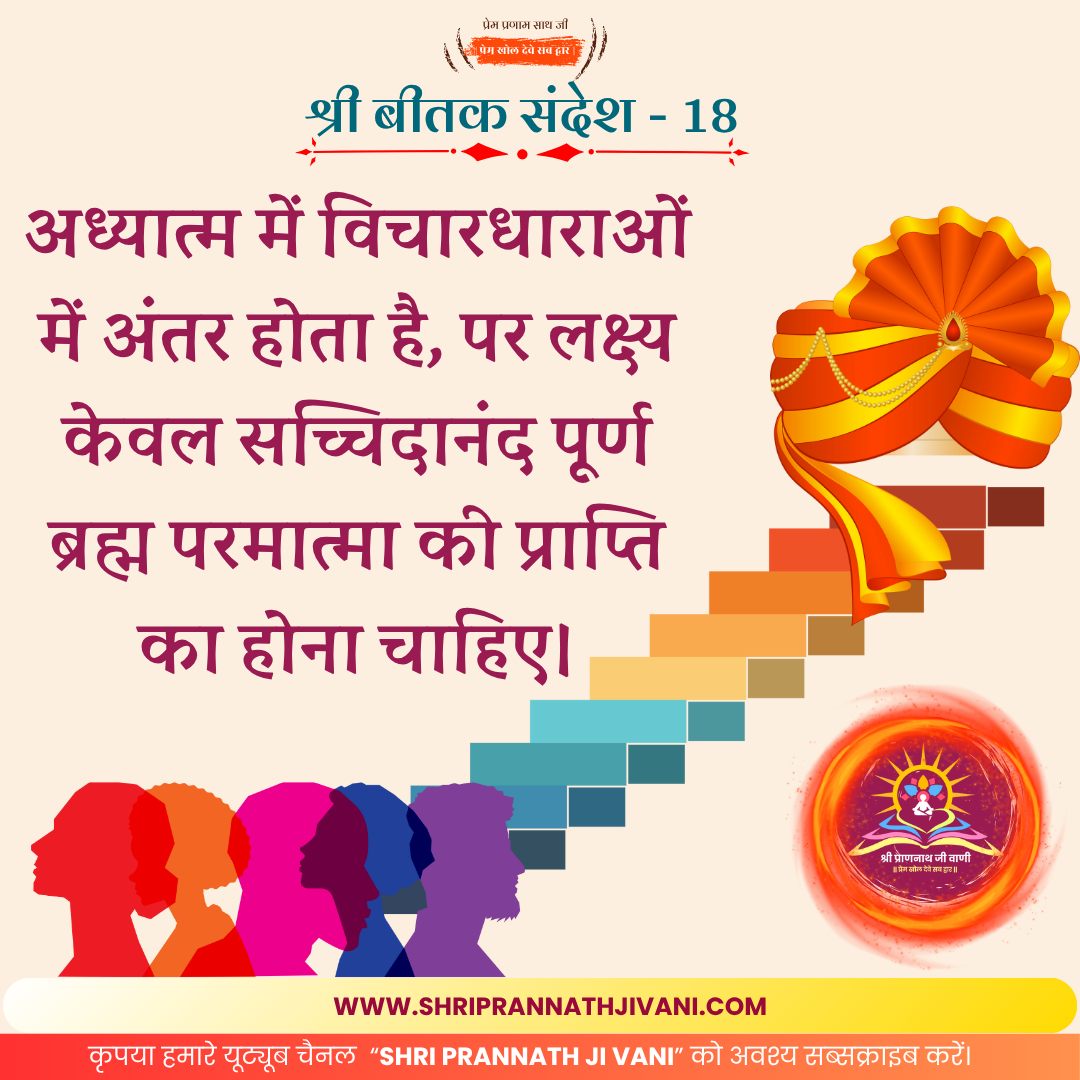 प्रेम प्रणाम साथ जी
|| प्रेम खोल देवे सब द्वार ||
श्री बीतक संदेश - 18
अध्यात्म में विचारधाराओं
में अंतर होता है, पर लक्ष्य
केवल सच्चिदानंद पूर्ण
ब्रह्म परमात्मा की प्राप्ति
का होना चाहिए।
श्री प्राणनाथ जी वाणी
|| प्रेम खोल देवे सब द्वार ||
WWW.SHRIPRANNATHJIVANI.COM
कृपया हमारे यूट्यूब चैनल “SHRI PRANNATH JI VANI” को अवश्य सब्सक्राइब करें।